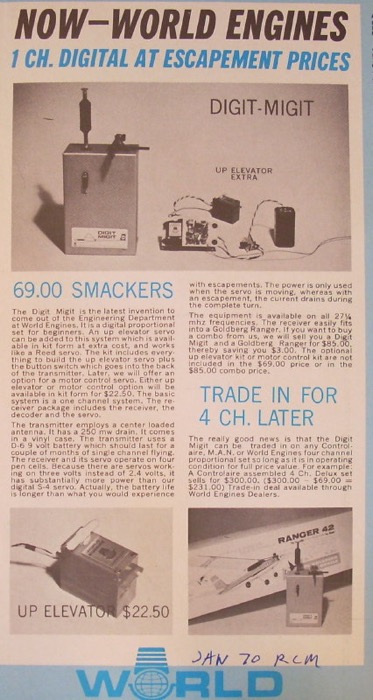 NOW—WORLD ENGINES
1 CH. DIGITAL AT ESCAPEMENT PRICES
DIGIT-MIGIT
UP ELEVATOR
EXTRA
DIGIT
MIGIT
69.00 SMACKERS
The Digit Migit is the latest invention to
come out of the Engineering Department
at World Engines. It is a digital proportional
set for beginners. An up elevator servo
can be added to this system which is avail-
able in kit form at extra cost, and works
like a Reed servo. The kit includes every-
thing to build the up elevator servo plus
the button switch which goes into the back
of the transmitter. Later, we will offer an
option for a motor control servo. Either up
elevator or motor control option will be
available in kit form for $22.50. The basic
system is a one channel system. The re-
ceiver package includes the receiver, the
decoder and the servo.
The transmitter employs a center loaded
antenna. It has a 250 mw drain. It comes
in a vinyl case. The transmitter uses a
D-6 9 volt battery which should last for a
couple of months of single channel flying.
The receiver and its servo operate on four
pen cells. Because there are servos work-
ing on three volts instead of 2.4 volts, it
has substantially more power than our
digital S-4 servo. Actually, the battery life
is longer than what you would experience
with escapements. The power is only used
when the servo is moving, whereas with
an escapement, the current drains during
the complete turn.
The equipment is available on all 27¼
mhz frequencies. The receiver easily fits
into a Goldberg Ranger. If you want to buy
a combo from us, we will sell you a Digit
Migit and a Goldberg Ranger for $85.00,
thereby saving you $3.00. The optional
up elevator kit or motor control kit are not
included in the $69.00 price or in the
$85.00 combo price.
TRADE IN FOR
4 CH. LATER
The really good news is that the Digit
Migit can be traded in on any Control-
aire, M.A.N. or World Engines four channel
proportional set so long as it is in operating
condition for full price value. For example:
A Controlaire assembled 4 Ch. Delux set
sells for $300.00. ($300.00 - $69.00 =
$231.00) Trade-in deal available through
World Engines Dealers.
UP ELEVATOR $22.50
RANGER 42
JAN 70 RCM
WORLD